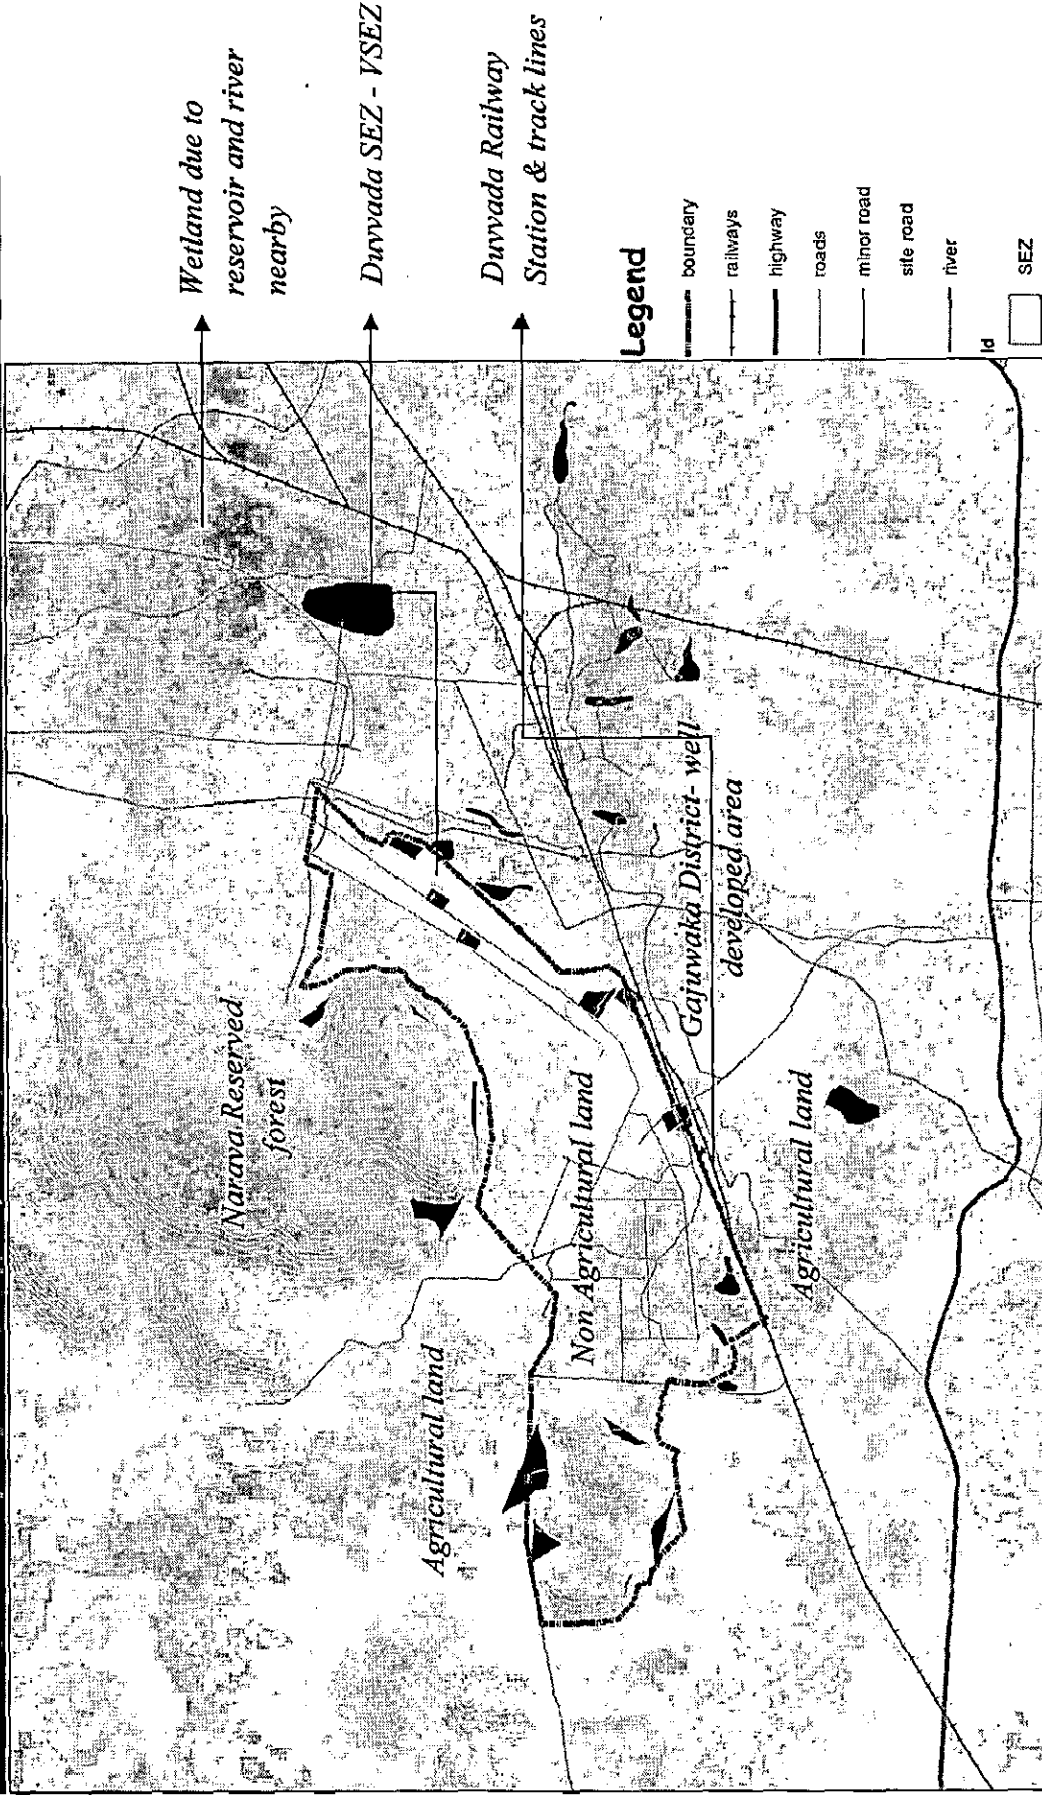 Wetland due to
reservoir and river
nearby
Duvvada SEZ - VSEZ
Duvvada Railway
Station & track lines
Narava Reserved
forest
Agricultural land
Non Agricultural land
Gajuwaka District- well
developed area
Agricultural land
Legend
boundary
railways
highway
roads
minor road
site road
river
Id
SEZ